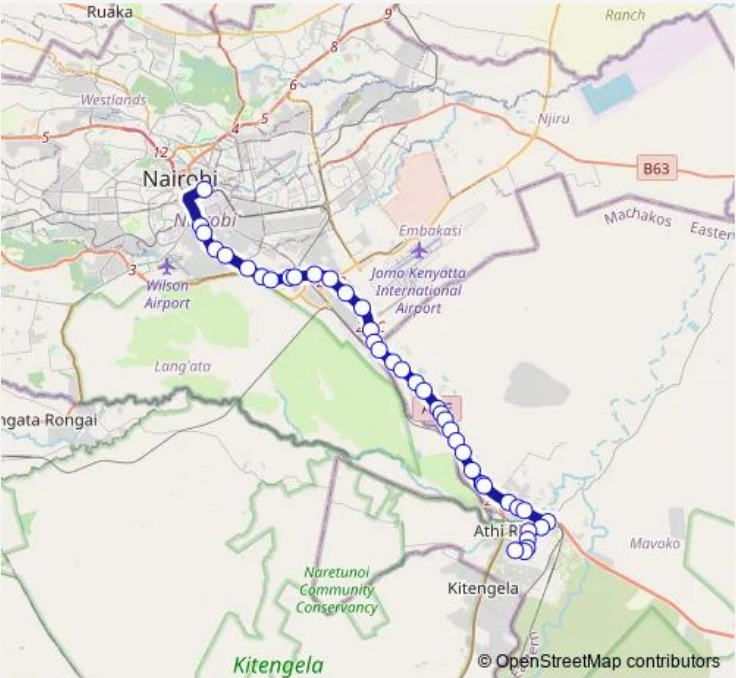 Ruaka
9
Ranch
8
Westlands
6
5
4
5
Njiru
12
B63
Nairobi
Nairobi
Machakos
Eastern
Embakasi
3
Wilson
Airport
Jomo Kenyatta
International
Airport
Lang'ata
ngata Rongai
Athi R
Mavoko
Naretunoi
Community
Conservancy
Kitengela
Eastern
Kitengela
© OpenStreetMap contributors